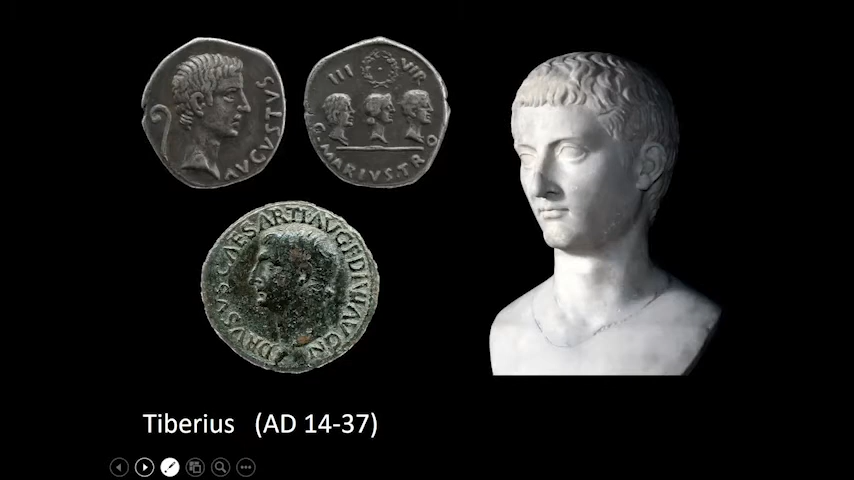 AVGVSTVS
III VIR
C·MARIVS·TRO
DRVSVS CAESAR TI AVG F DIVI AVG N
Tiberius (AD 14-37)